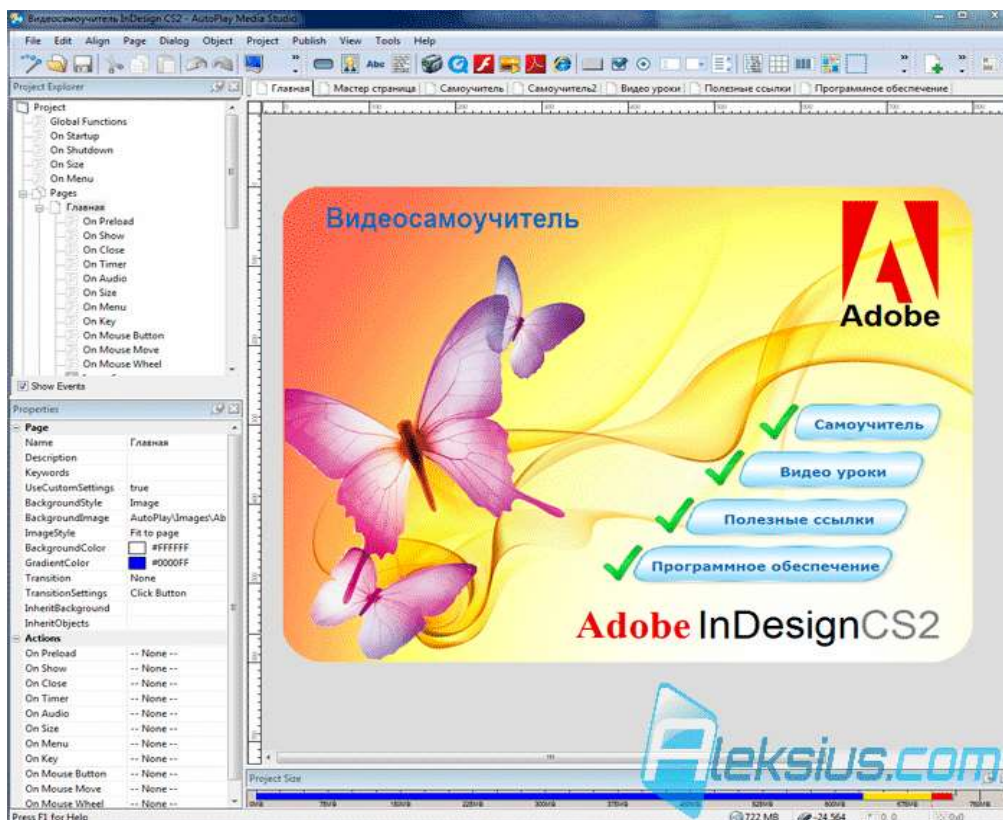 Видеосамоучитель InDesign CS2 - AutoPlay Media Studio
File Edit Align Page Dialog Object Project Publish View Tools Help
Abc
Project Explorer
Главная Мастер страница Самоучитель Самоучитель2 Видео уроки Полезные ссылки Программное обеспечение
Project
Global Functions
On Startup
On Shutdown
On Size
On Menu
Pages
Главная
On Preload
On Show
On Close
On Timer
On Audio
On Size
On Menu
On Key
On Mouse Button
On Mouse Move
On Mouse Wheel
Show Events
Properties
Page
Name Главная
Description
Keywords
UseCustomSettings true
BackgroundStyle Image
BackgroundImage AutoPlay\Images\Ab
ImageStyle Fit to page
BackgroundColor #FFFFFF
GradientColor #0000FF
Transition None
TransitionSettings Click Button
InheritBackground
InheritObjects
Actions
On Preload -- None --
On Show -- None --
On Close -- None --
On Timer -- None --
On Audio -- None --
On Size -- None --
On Menu -- None --
On Key -- None --
On Mouse Button -- None --
On Mouse Move -- None --
On Mouse Wheel -- None --
Видеосамоучитель
Adobe
Самоучитель
Видео уроки
Полезные ссылки
Программное обеспечение
Adobe InDesignCS2
Aleksius.com
Project Size
Press F1 for Help
722 MB